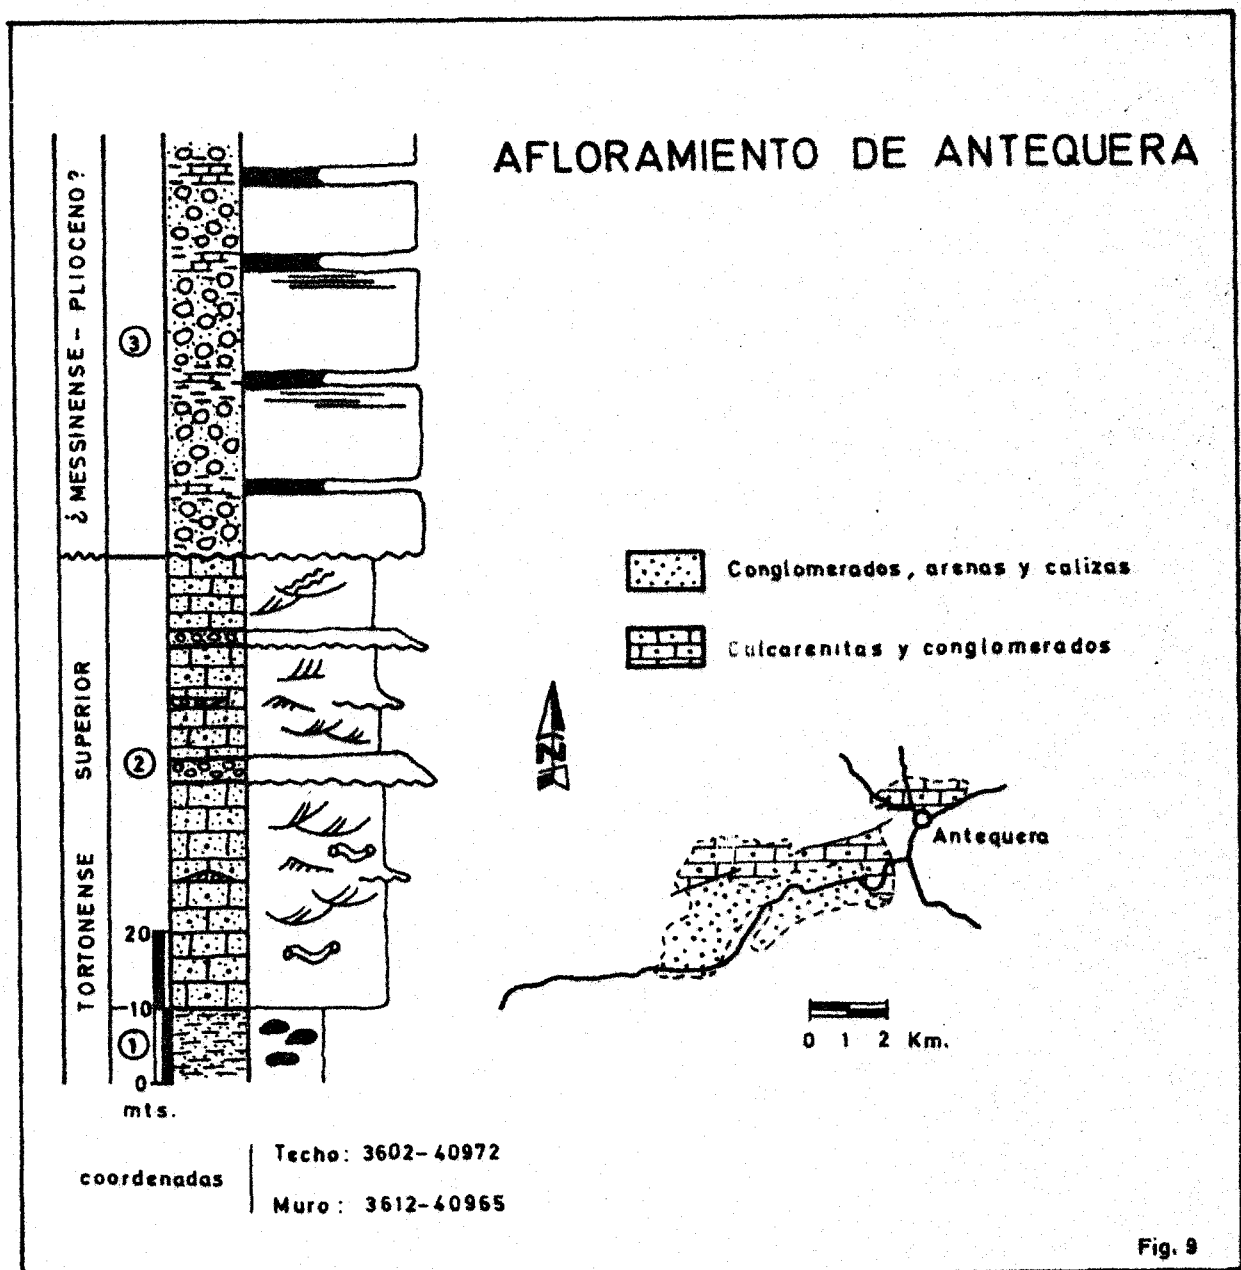 AFLORAMIENTO DE ANTEQUERA
¿MESSINENSE - PLIOCENO?
3
TORTONENSE SUPERIOR
2
1
20
10
0
mts.
Conglomerados, arenas y calizas
Calcarenitas y conglomerados
N
Antequera
0 1 2 Km.
coordenadas
Techo: 3602-40972
Muro: 3612-40965
Fig. 9